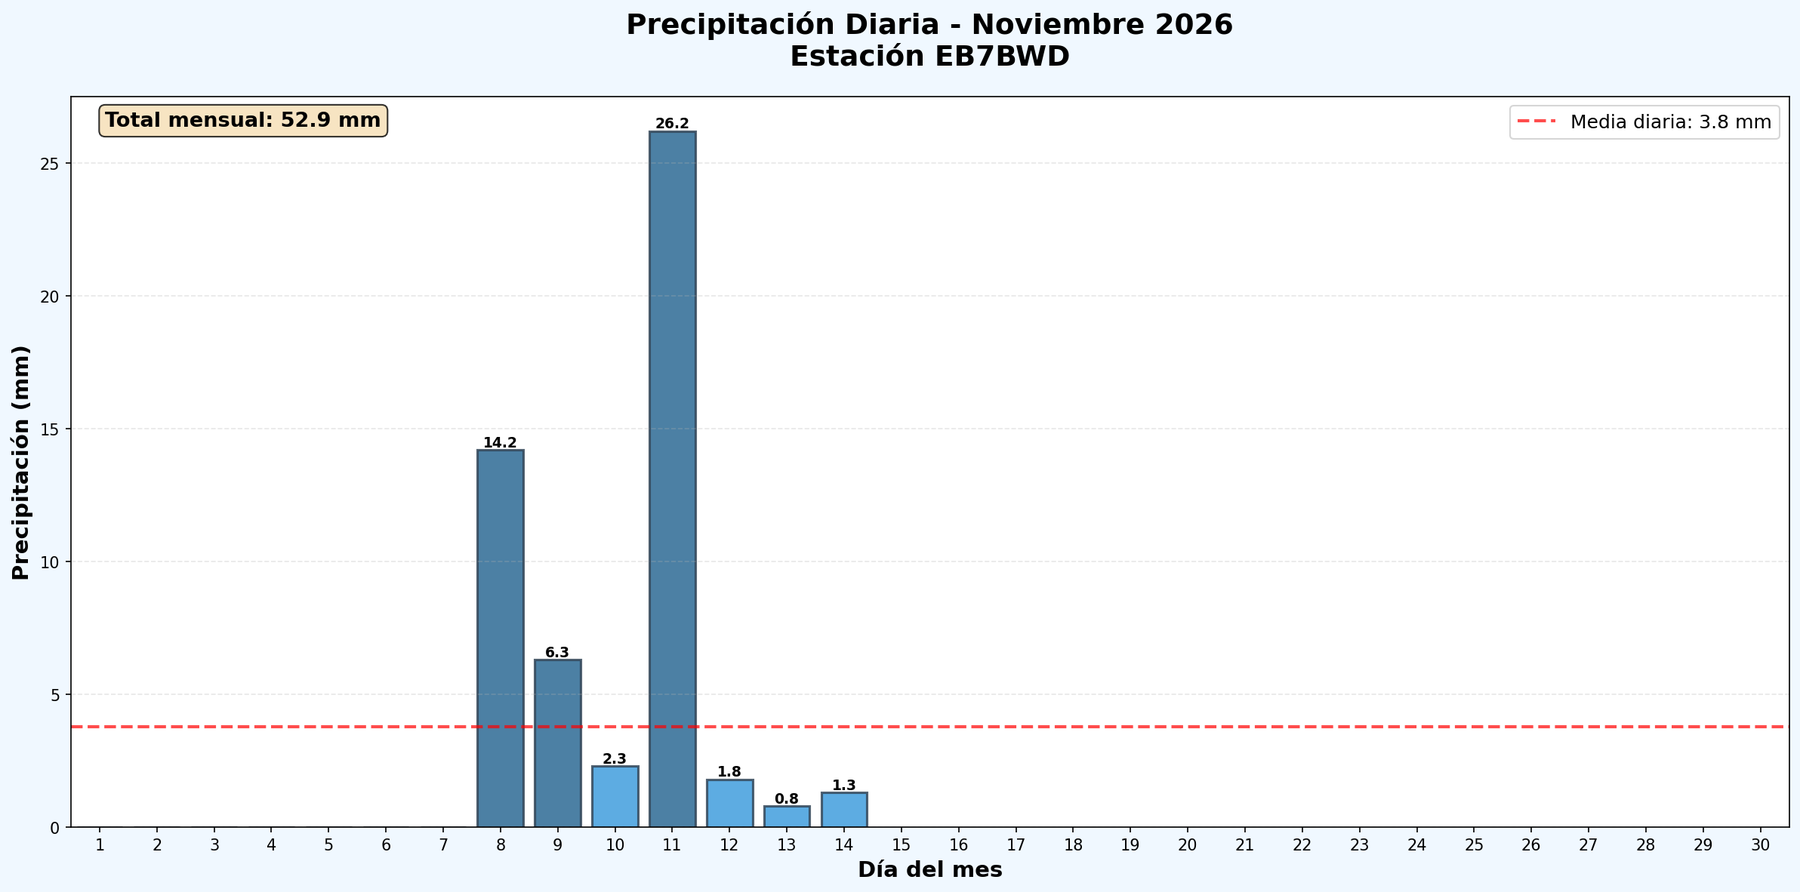 Precipitación Diaria - Noviembre 2026
Estación EB7BWD
Total mensual: 52.9 mm
Media diaria: 3.8 mm
Precipitación (mm)
25
20
15
10
5
0
14.2
6.3
2.3
26.2
1.8
0.8
1.3
1 2 3 4 5 6 7 8 9 10 11 12 13 14 15 16 17 18 19 20 21 22 23 24 25 26 27 28 29 30
Día del mes